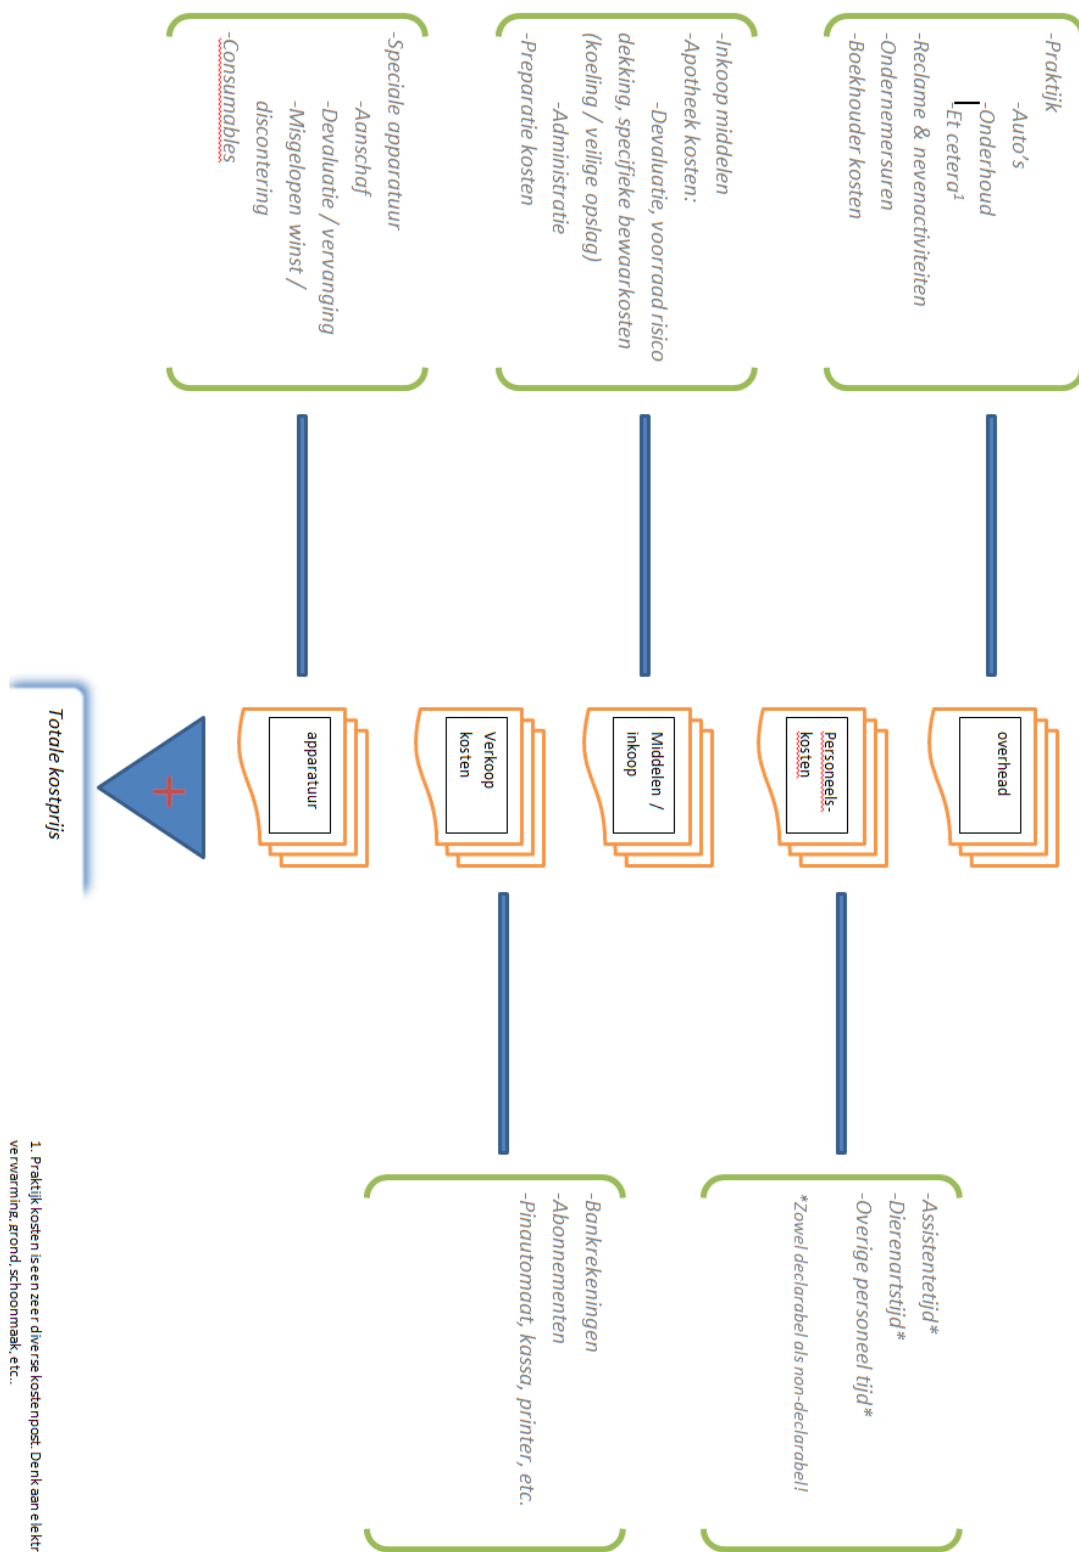 -Praktijk
-Auto's
-Onderhoud
-Et cetera¹
-Reclame & nevenactiviteiten
-Ondernemersuren
-Boekhouder kosten
-Inkoop middelen
-Apotheek kosten:
-Devaluatie, voorraad risico
dekking, specifieke bewaarkosten
(koeling / veilige opslag)
-Administratie
-Preparatie kosten
-Speciale apparatuur
-Aanschaf
-Devaluatie / vervanging
-Misgelopen winst /
discontering
-Consumables
overhead
Personeels-
kosten
Middelen /
inkoop
Verkoop
kosten
apparatuur
+
Totale kostprijs
-Assistentetijd*
-Dierenartstijd*
-Overige personeel tijd*
*Zowel declarabel als non-declarabel!
-Bankrekeningen
-Abonnementen
-Pinautomaat, kassa, printer, etc.
1. Praktijk kosten is een zeer diverse kostenpost. Denk aan elektr
verwarming, grond, schoonmaak, etc..